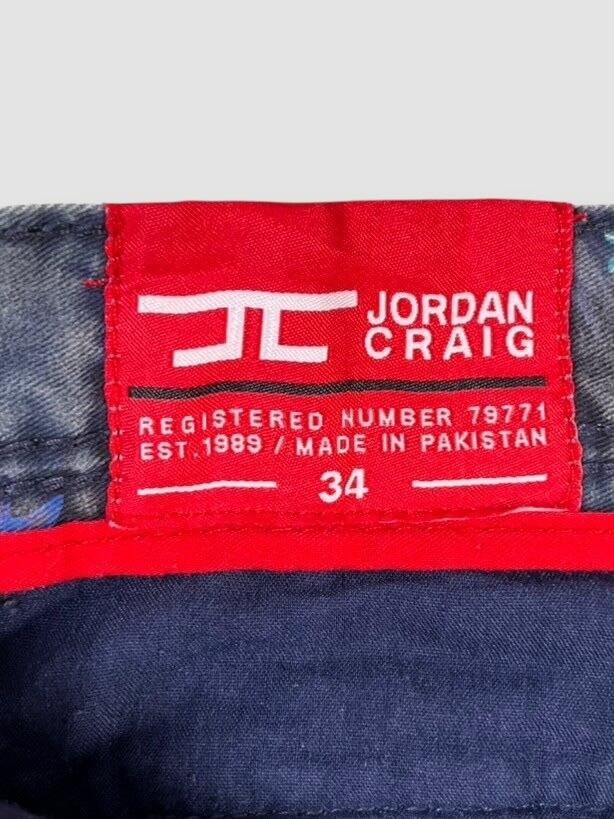 JORDAN
CRAIG
REGISTERED NUMBER 79771
EST.1989 / MADE IN PAKISTAN
34